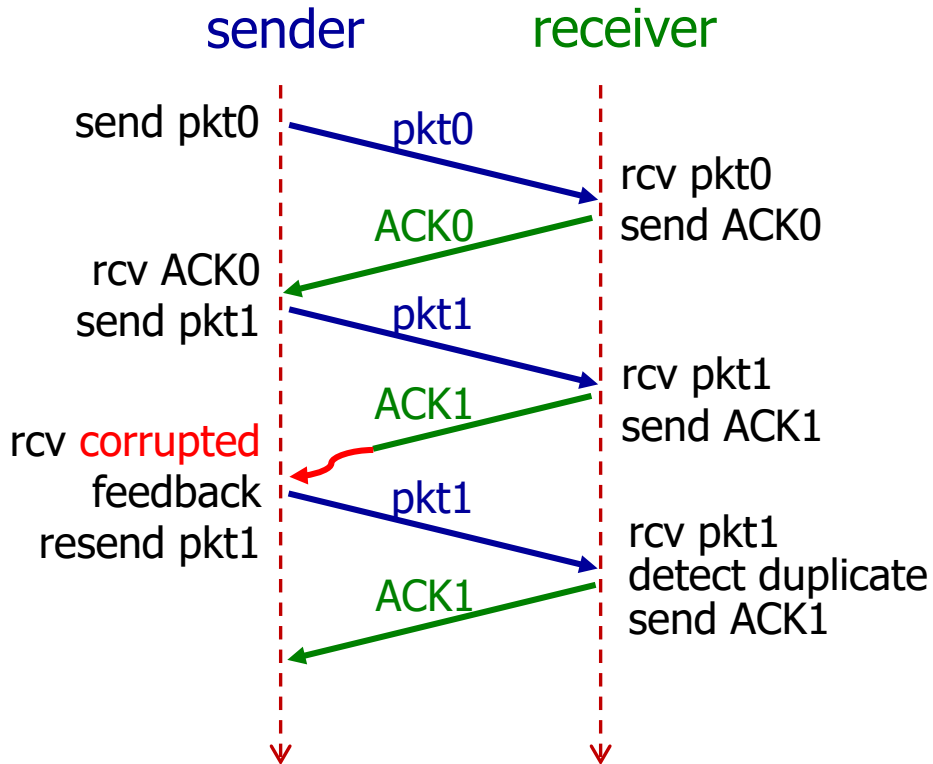 sender
receiver
send pkt0
pkt0
rcv pkt0
send ACK0
ACK0
rcv ACK0
send pkt1
pkt1
rcv pkt1
send ACK1
ACK1
rcv corrupted
feedback
resend pkt1
pkt1
rcv pkt1
detect duplicate
send ACK1
ACK1